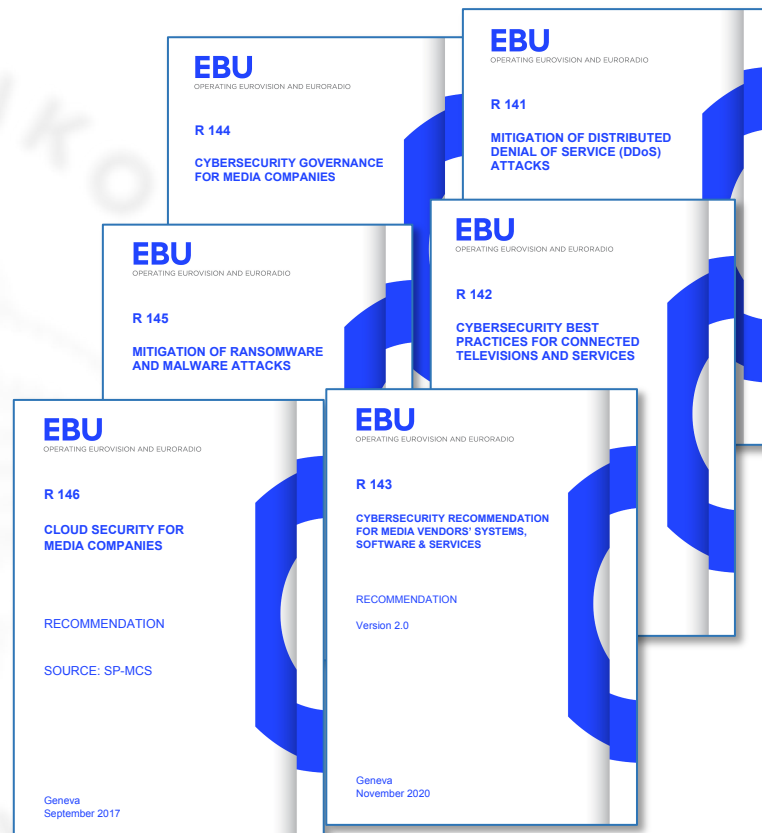 EBU
OPERATING EUROVISION AND EURORADIO
R 144
CYBERSECURITY GOVERNANCE
FOR MEDIA COMPANIES
EBU
OPERATING EUROVISION AND EURORADIO
R 141
MITIGATION OF DISTRIBUTED
DENIAL OF SERVICE (DDoS)
ATTACKS
EBU
OPERATING EUROVISION AND EURORADIO
R 145
MITIGATION OF RANSOMWARE
AND MALWARE ATTACKS
EBU
OPERATING EUROVISION AND EURORADIO
R 142
CYBERSECURITY BEST
PRACTICES FOR CONNECTED
TELEVISIONS AND SERVICES
EBU
OPERATING EUROVISION AND EURORADIO
R 146
CLOUD SECURITY FOR
MEDIA COMPANIES
RECOMMENDATION
SOURCE: SP-MCS
Geneva
September 2017
EBU
OPERATING EUROVISION AND EURORADIO
R 143
CYBERSECURITY RECOMMENDATION
FOR MEDIA VENDORS' SYSTEMS,
SOFTWARE & SERVICES
RECOMMENDATION
Version 2.0
Geneva
November 2020